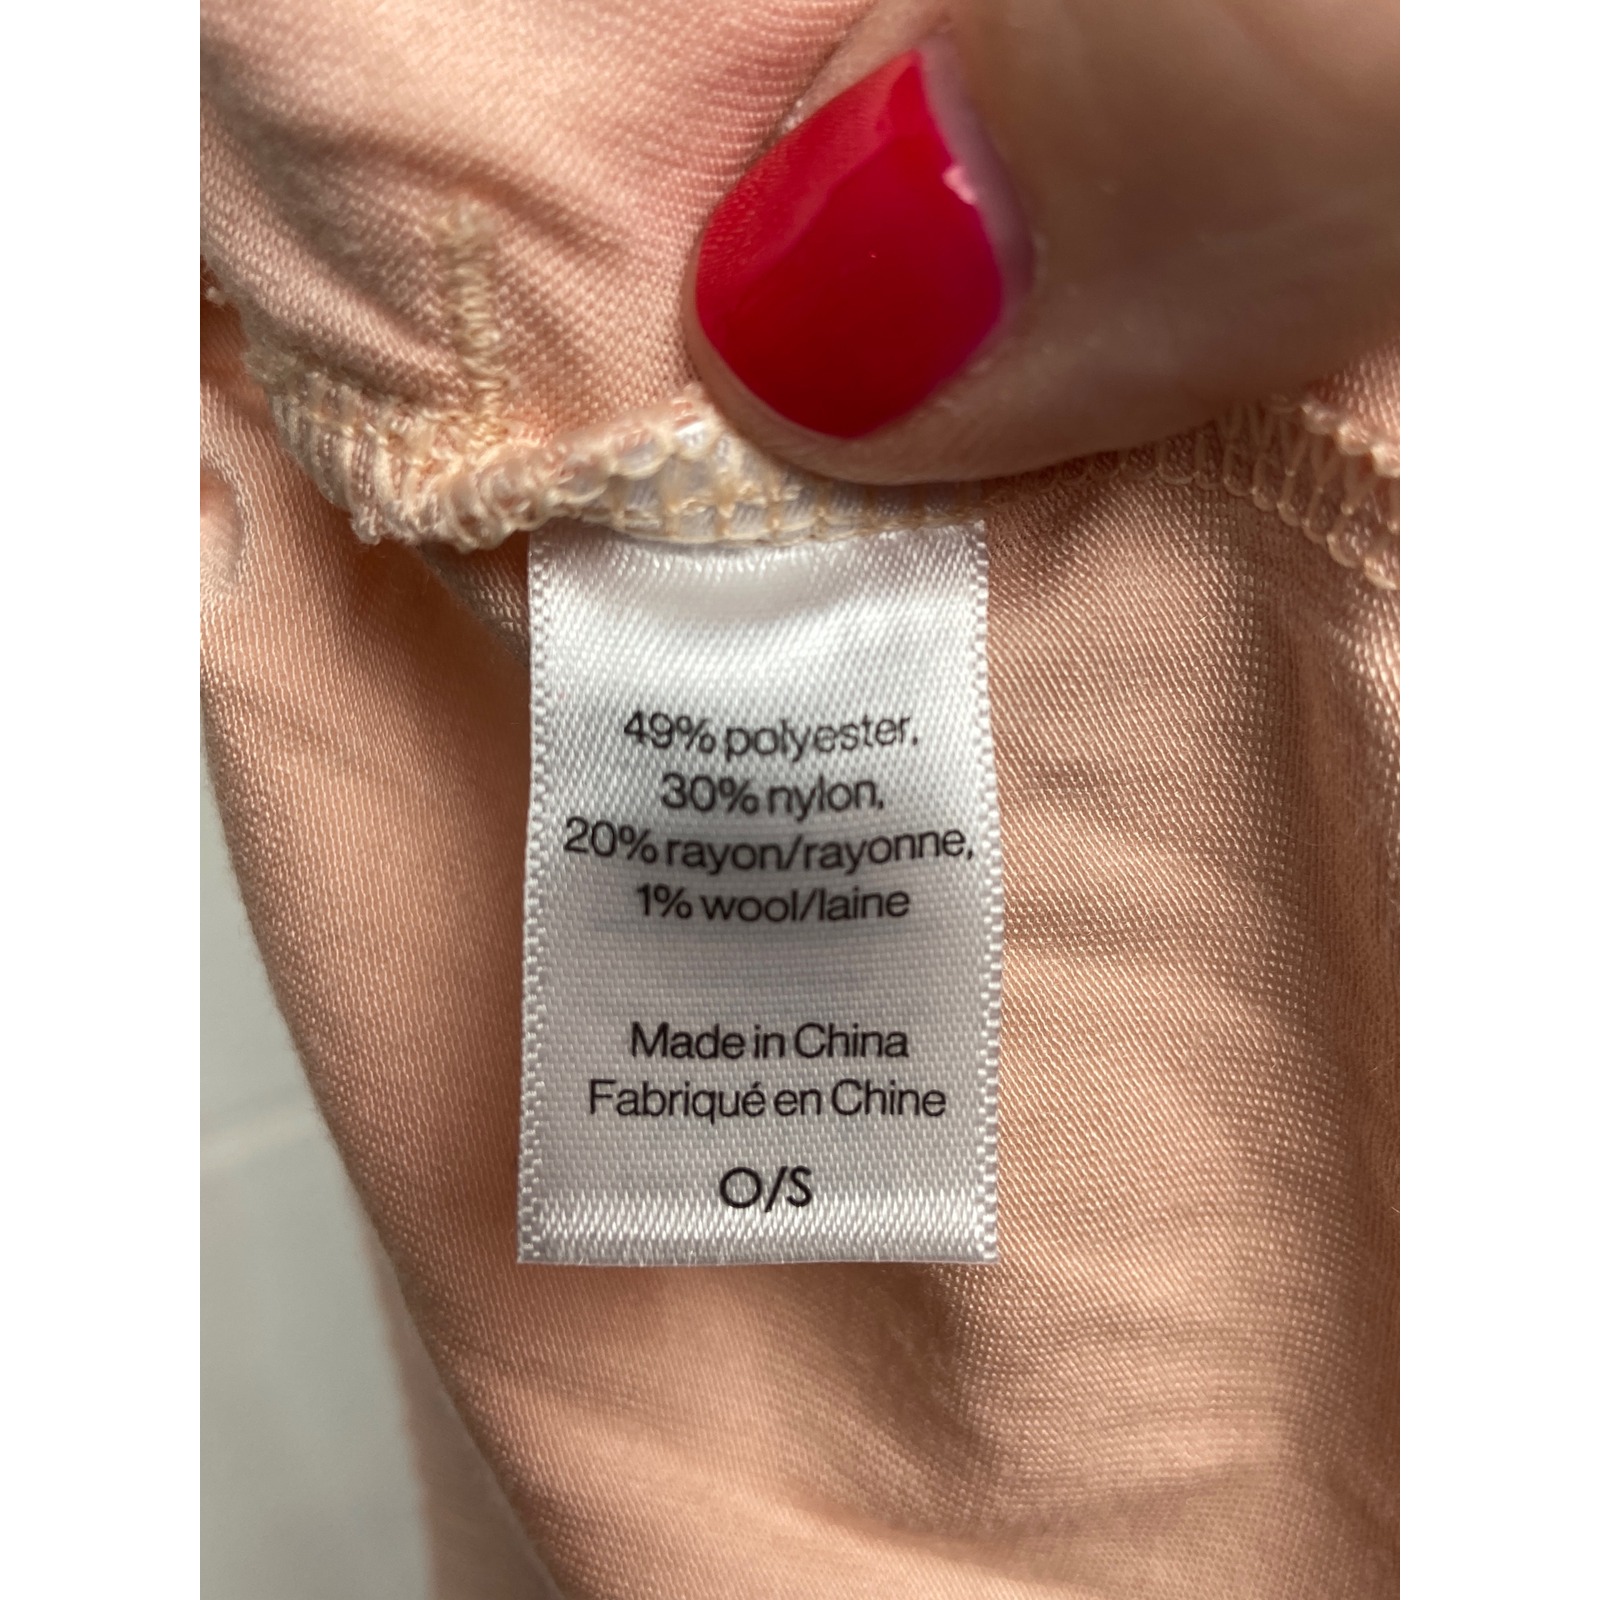 49% polyester,
30% nylon,
20% rayon/rayonne,
1% wool/laine
Made in China
Fabriqué en Chine
O/S